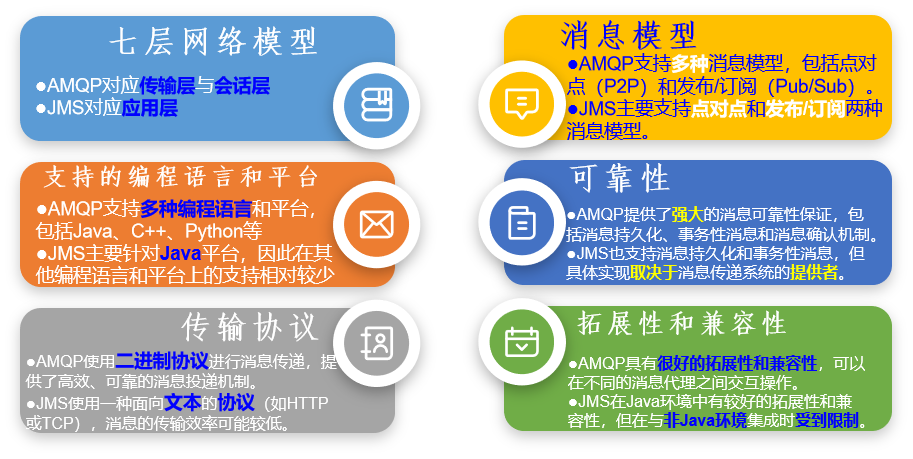 七层网络模型
●AMQP对应传输层与会话层
●JMS对应应用层
消息模型
●AMQP支持多种消息模型，包括点对
点（P2P）和发布/订阅（Pub/Sub）。
●JMS主要支持点对点和发布/订阅两种
消息模型。
支持的编程语言和平台
●AMQP支持多种编程语言和平台，
包括Java、C++、Python等
●JMS主要针对Java平台，因此在其
他编程语言和平台上的支持相对较少
可靠性
●AMQP提供了强大的消息可靠性保证，包
括消息持久化、事务性消息和消息确认机制。
●JMS也支持消息持久化和事务性消息，但
具体实现取决于消息传递系统的提供者。
传输协议
●AMQP使用二进制协议进行消息传递，提
供了高效、可靠的消息投递机制。
●JMS使用一种面向文本的协议（如HTTP
或TCP），消息的传输效率可能较低。
拓展性和兼容性
●AMQP具有很好的拓展性和兼容性，可以
在不同的消息代理之间交互操作。
●JMS在Java环境中有较好的拓展性和兼
容性，但在与非Java环境集成时受到限制。